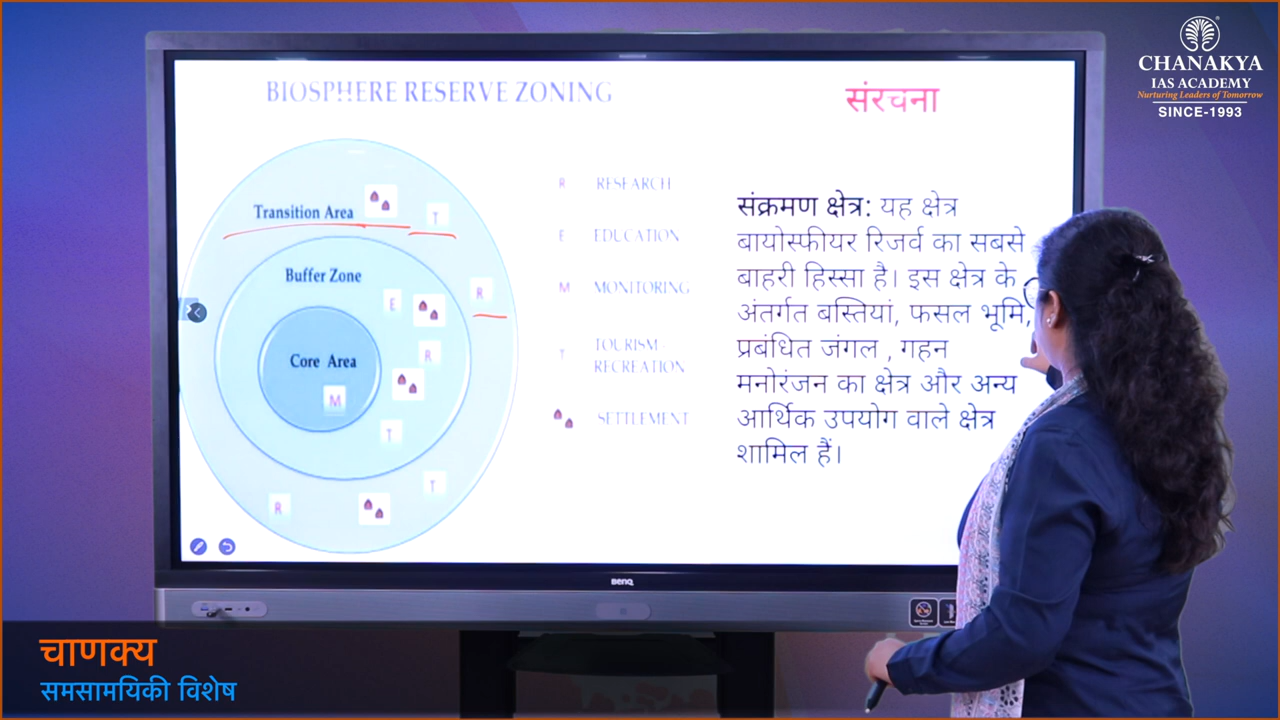 BIOSPHERE RESERVE ZONING
संरचना
CHANAKYA
IAS ACADEMY
Nurturing Leaders of Tomorrow
SINCE-1993
Transition Area
T
Buffer Zone
E
R
Core Area
R
M
T
T
R
R RESEARCH
E EDUCATION
M MONITORING
T TOURISM
RECREATION
SETTLEMENT
संक्रमण क्षेत्र: यह क्षेत्र
बायोस्फीयर रिजर्व का सबसे
बाहरी हिस्सा है। इस क्षेत्र के
अंतर्गत बस्तियां, फसल भूमि,
प्रबंधित जंगल , गहन
मनोरंजन का क्षेत्र और अन्य
आर्थिक उपयोग वाले क्षेत्र
शामिल हैं।
BenQ
चाणक्य
समसामयिकी विशेष